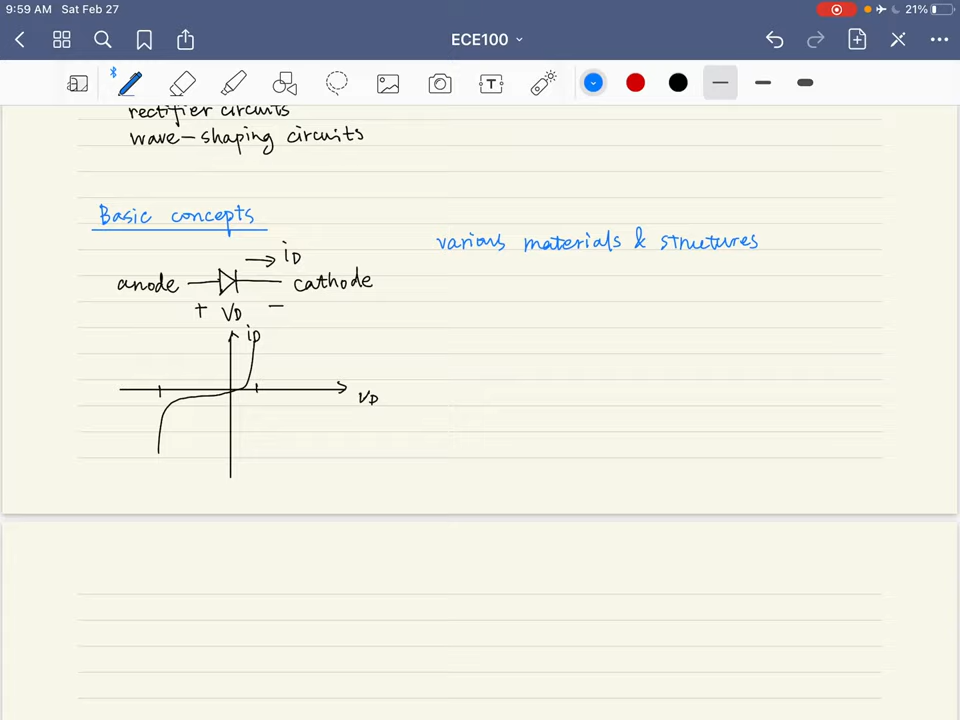 9:59 AM Sat Feb 27
21%
ECE100
T
rectifier circuits
wave-shaping circuits
Basic concepts
various materials & structures
iD
anode
cathode
+ VD -
iD
VD